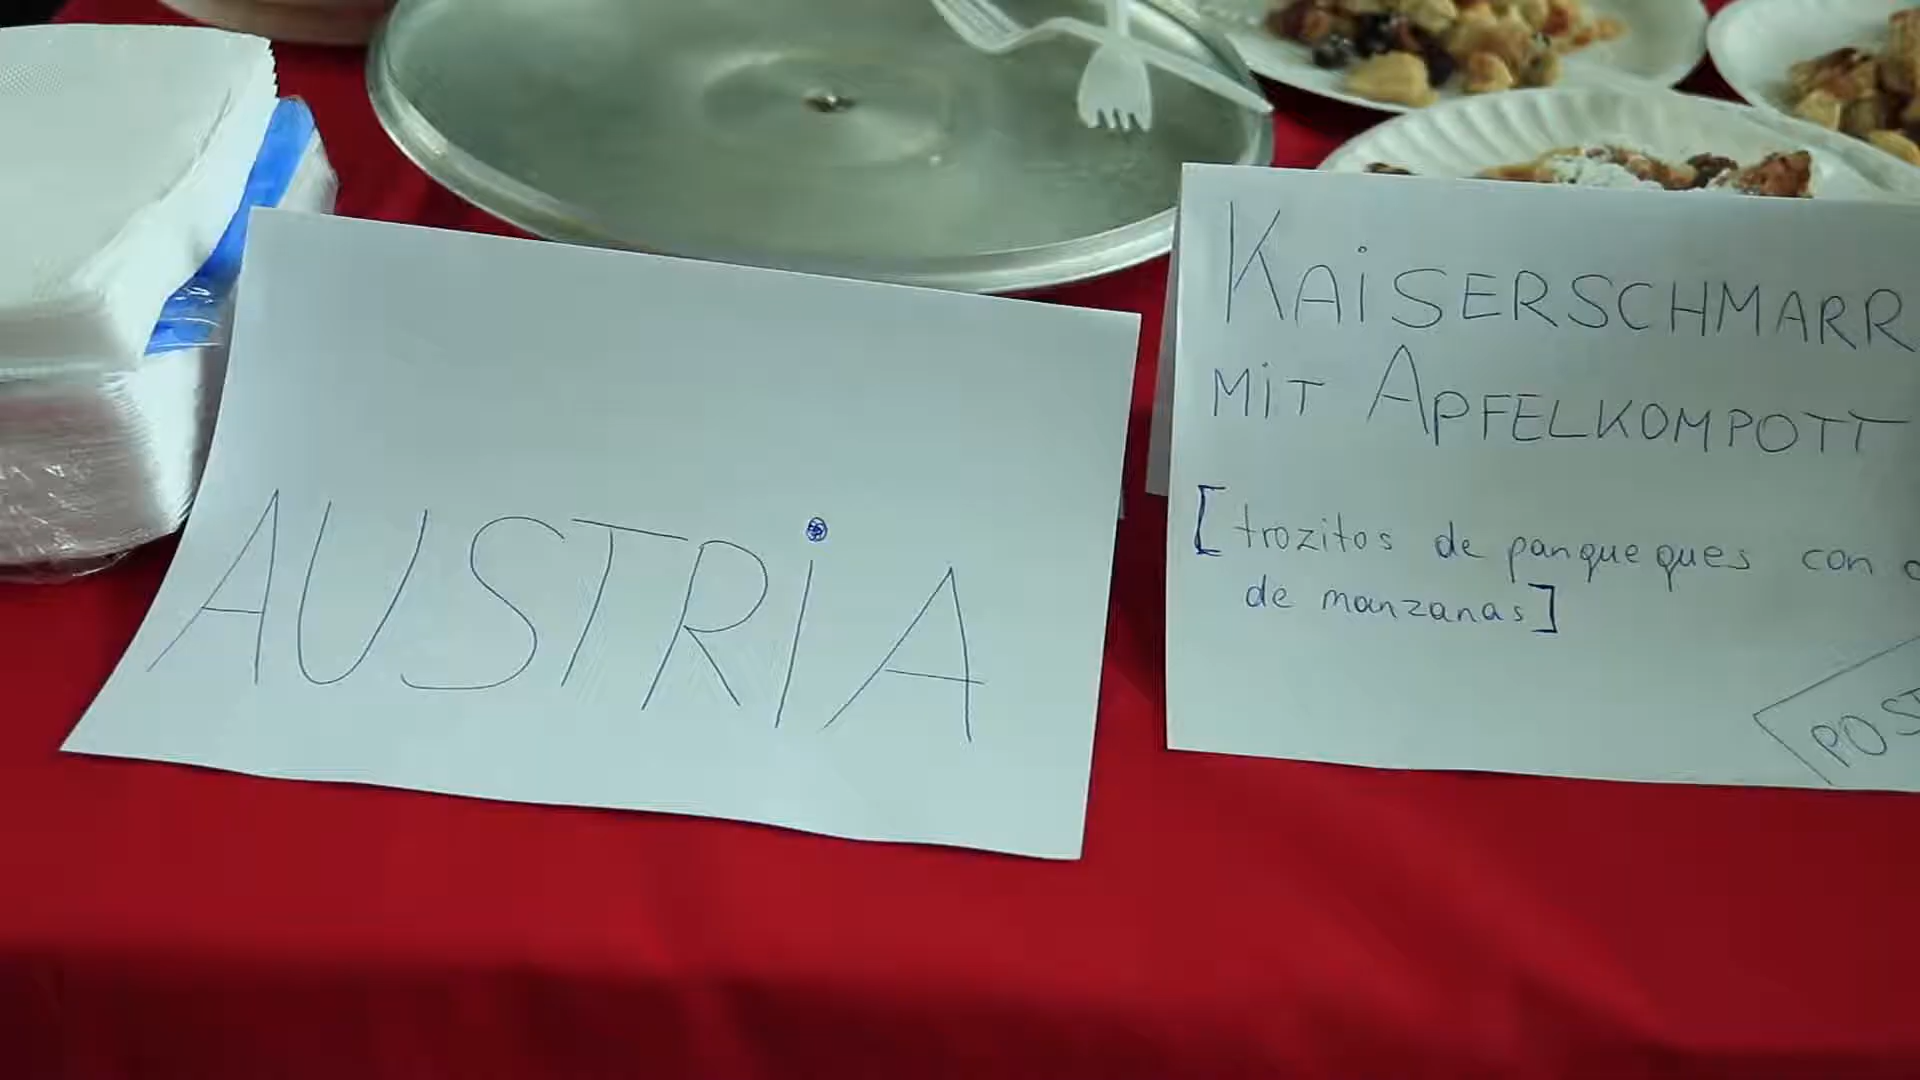 AUSTRiA
KAiSERSCHMARR
MiT APFELKOMPOTT
[trozitos de panqueques con
de manzanas]